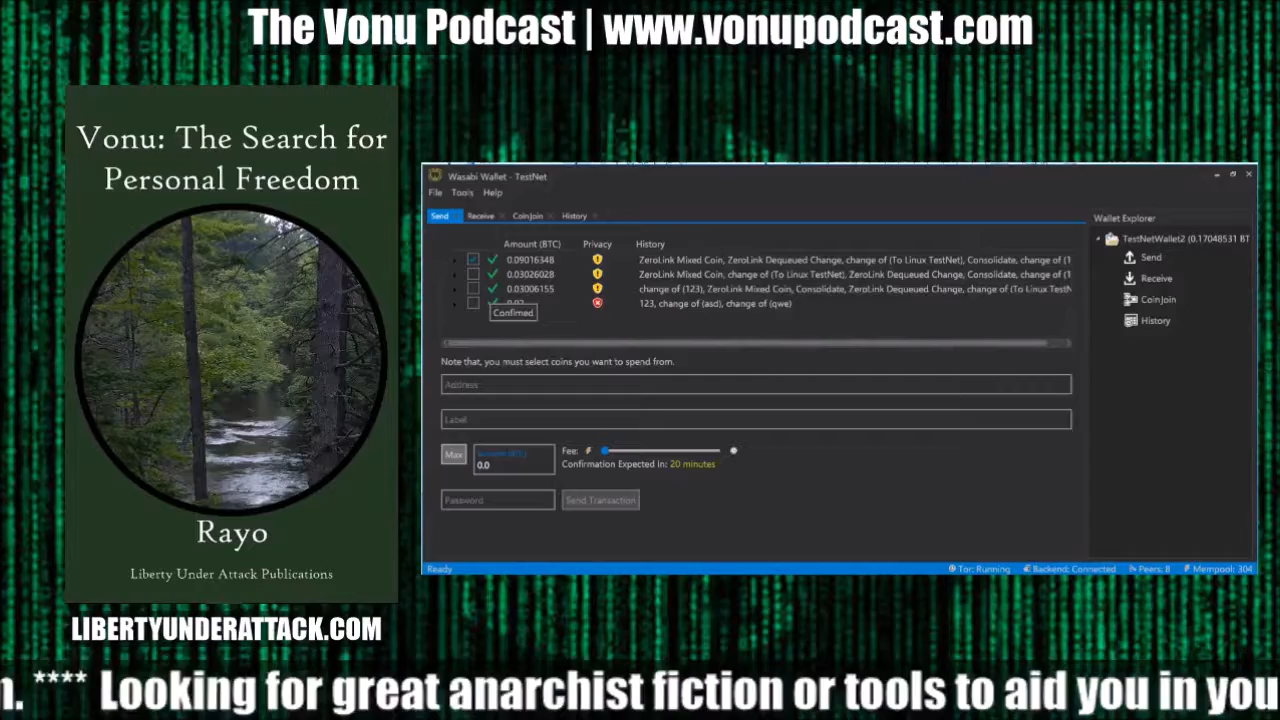 The Vonu Podcast | www.vonupodcast.com
Vonu: The Search for
Personal Freedom
Rayo
Liberty Under Attack Publications
LIBERTYUNDERATTACK.COM
Wasabi Wallet - TestNet
File Tools Help
Send Receive CoinJoin History
Amount (BTC) Privacy History
0.09016348 ZeroLink Mixed Coin, ZeroLink Dequeued Change, change of (To Linux TestNet), Consolidate, change of (1
0.03026028 ZeroLink Mixed Coin, change of (To Linux TestNet), ZeroLink Dequeued Change, Consolidate, change of (1
0.03006155 change of (123), ZeroLink Mixed Coin, Consolidate, ZeroLink Dequeued Change, change of (To Linux TestN
123, change of (asd), change of (qwe)
Confirmed
Note that, you must select coins you want to spend from.
Address
Label
Max
Amount (BTC)
0.0
Fee:
Confirmation Expected in: 20 minutes
Password Send Transaction
Wallet Explorer
TestNetWallet2 (0.17048531 BT
Send
Receive
CoinJoin
History
Ready Tor: Running Backend: Connected Peers: 8 Mempool: 304
n. **** Looking for great anarchist fiction or tools to aid you in you